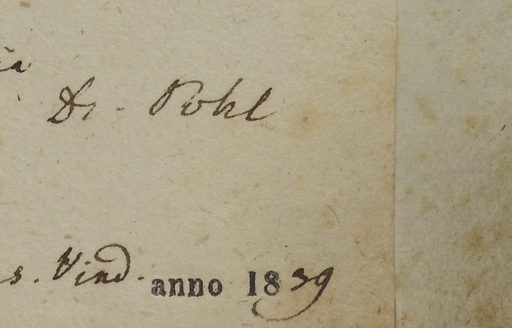 Dr. Pohl
s. Vind. anno 1839